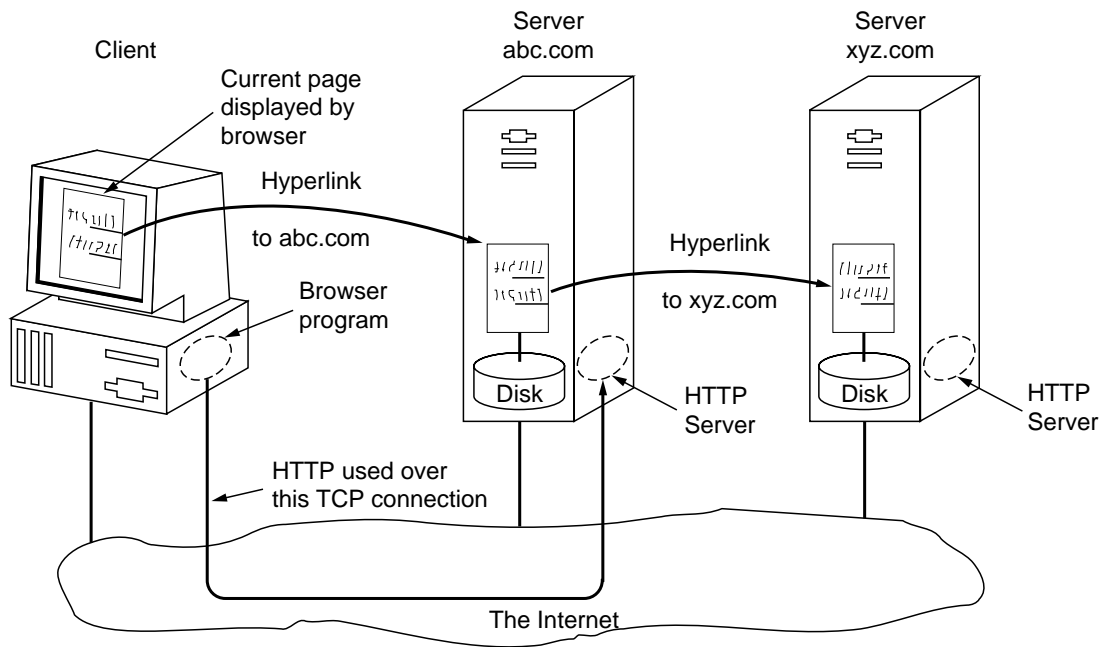 Client
Server
abc.com
Server
xyz.com
Current page
displayed by
browser
Hyperlink
to abc.com
Hyperlink
to xyz.com
Browser
program
Disk
HTTP
Server
Disk
HTTP
Server
HTTP used over
this TCP connection
The Internet